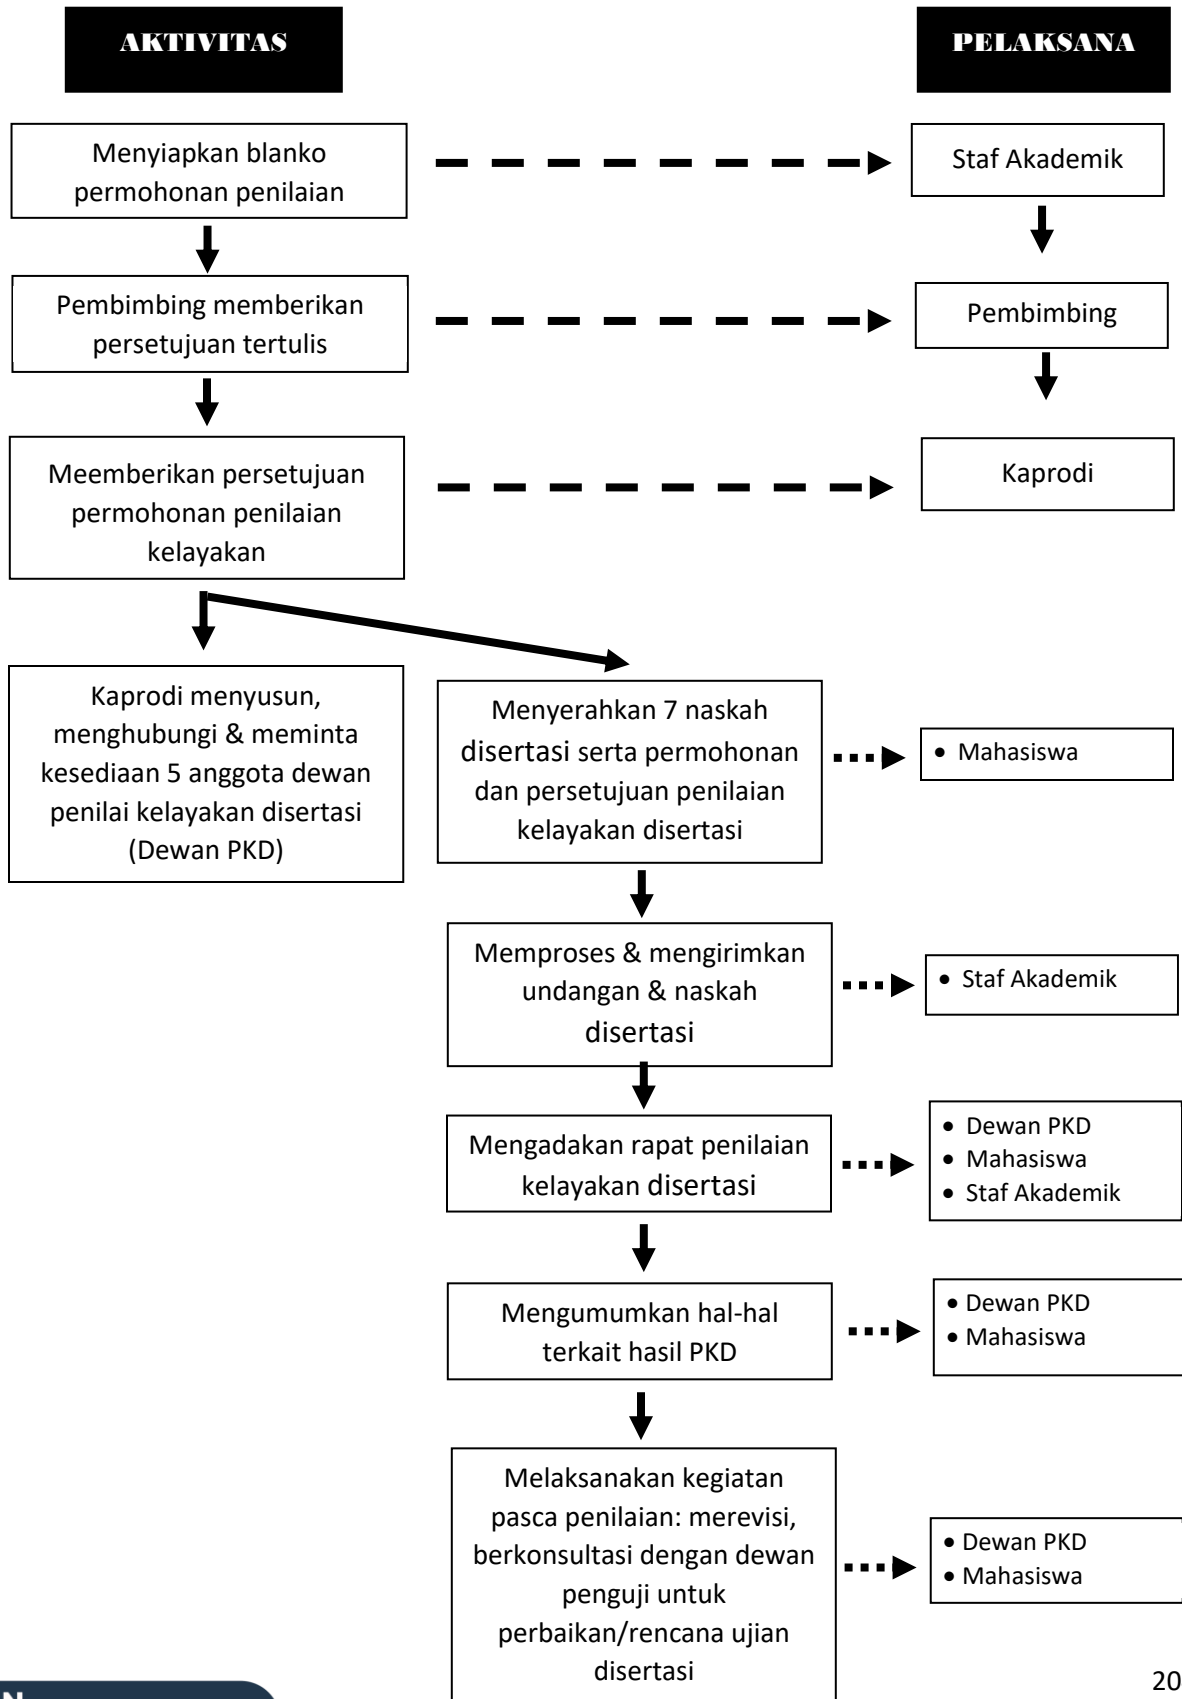 AKTIVITAS
PELAKSANA
Menyiapkan blanko
permohonan penilaian
Staf Akademik
Pembimbing memberikan
persetujuan tertulis
Pembimbing
Meemberikan persetujuan
permohonan penilaian
kelayakan
Kaprodi
Kaprodi menyusun,
menghubungi & meminta
kesediaan 5 anggota dewan
penilai kelayakan disertasi
(Dewan PKD)
Menyerahkan 7 naskah
disertasi serta permohonan
dan persetujuan penilaian
kelayakan disertasi
• Mahasiswa
Memproses & mengirimkan
undangan & naskah
disertasi
• Staf Akademik
Mengadakan rapat penilaian
kelayakan disertasi
• Dewan PKD
• Mahasiswa
• Staf Akademik
Mengumumkan hal-hal
terkait hasil PKD
• Dewan PKD
• Mahasiswa
Melaksanakan kegiatan
pasca penilaian: merevisi,
berkonsultasi dengan dewan
penguji untuk
perbaikan/rencana ujian
disertasi
• Dewan PKD
• Mahasiswa
20